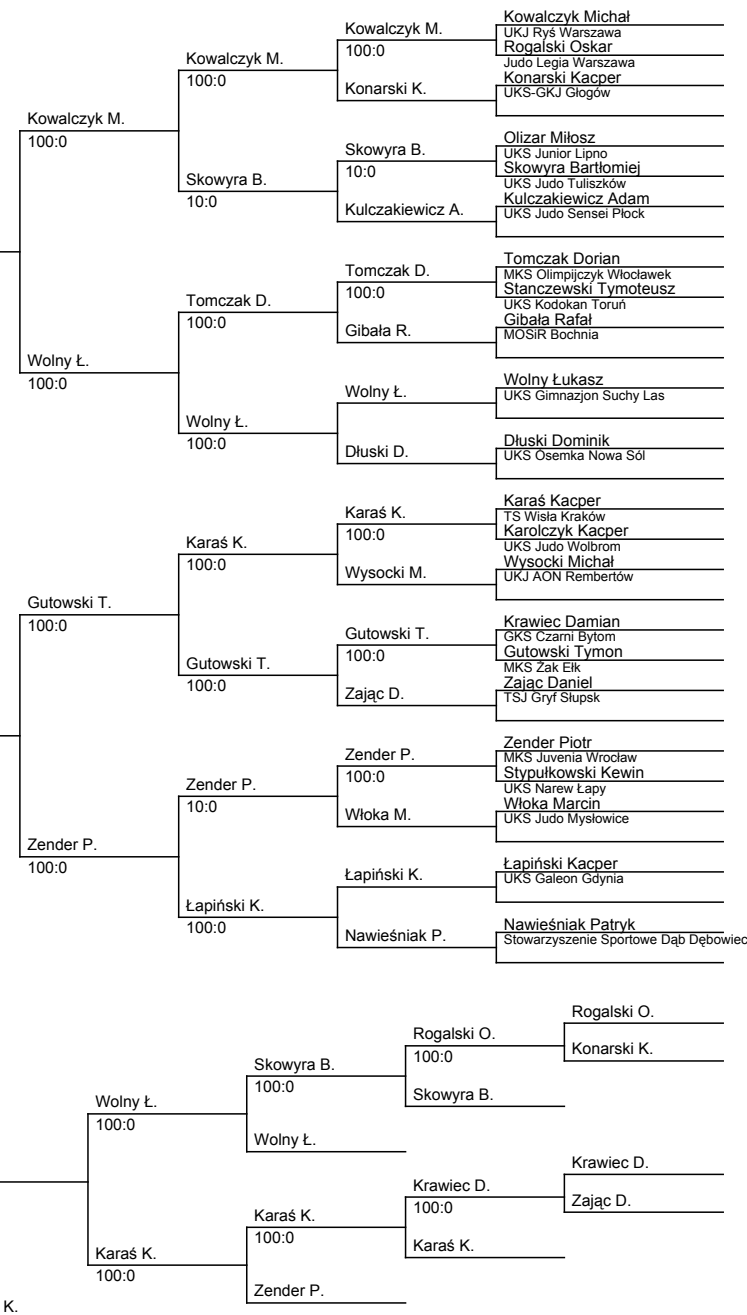 Kowalczyk Michał
UKJ Ryś Warszawa
Kowalczyk M.
100:0
Rogalski Oskar
Judo Legia Warszawa
Kowalczyk M.
100:0
Konarski Kacper
UKS-GKJ Głogów
Konarski K.
Kowalczyk M.
100:0
Olizar Miłosz
UKS Junior Lipno
Skowyra B.
10:0
Skowyra Bartłomiej
UKS Judo Tuliszków
Skowyra B.
10:0
Kulczakiewicz Adam
UKS Judo Sensei Płock
Kulczakiewicz A.
Tomczak Dorian
MKS Olimpijczyk Włocławek
Tomczak D.
100:0
Stanczewski Tymoteusz
UKS Kodokan Toruń
Tomczak D.
100:0
Gibała Rafał
MOSiR Bochnia
Gibała R.
Wolny Ł.
100:0
Wolny Łukasz
UKS Gimnazjon Suchy Las
Wolny Ł.
Wolny Ł.
100:0
Dłuski Dominik
UKS Ósemka Nowa Sól
Dłuski D.
Karaś Kacper
TS Wisła Kraków
Karaś K.
100:0
Karolczyk Kacper
UKS Judo Wolbrom
Karaś K.
100:0
Wysocki Michał
UKJ AON Rembertów
Wysocki M.
Gutowski T.
100:0
Krawiec Damian
GKS Czarni Bytom
Gutowski T.
100:0
Gutowski Tymon
MKS Żak Ełk
Gutowski T.
100:0
Zając Daniel
TSJ Gryf Słupsk
Zając D.
Zender Piotr
MKS Juvenia Wrocław
Zender P.
100:0
Stypułkowski Kewin
UKS Narew Łapy
Zender P.
10:0
Włoka Marcin
UKS Judo Mysłowice
Włoka M.
Zender P.
100:0
Łapiński Kacper
UKS Galeon Gdynia
Łapiński K.
Łapiński K.
100:0
Nawieśniak Patryk
Stowarzyszenie Sportowe Dąb Dębowiec
Nawieśniak P.
Rogalski O.
Rogalski O.
100:0
Konarski K.
Skowyra B.
100:0
Skowyra B.
Wolny Ł.
100:0
Wolny Ł.
Krawiec D.
Krawiec D.
100:0
Zając D.
Karaś K.
100:0
Karaś K.
Karaś K.
100:0
Zender P.
K.